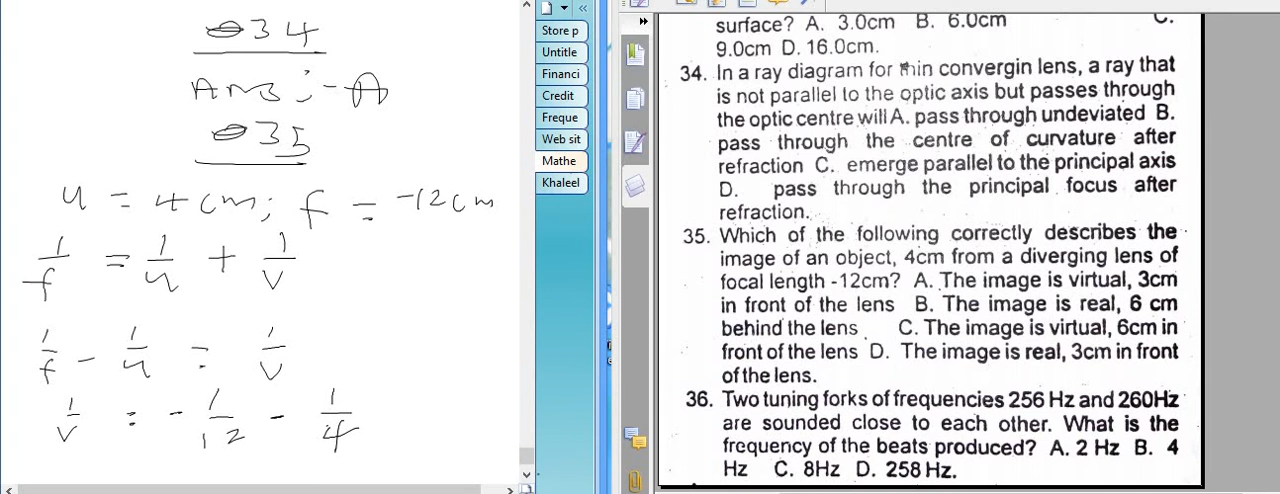 Q34
Ans :- A
Q35
u = 4cm; f = -12cm
1/f = 1/u + 1/v
1/f - 1/u = 1/v
1/v = -1/12 - 1/4
Store p
Untitle
Financi
Credit
Freque
Web sit
Mathe
Khaleel
surface? A. 3.0cm B. 6.0cm C.
9.0cm D. 16.0cm.
34. In a ray diagram for thin convergin lens, a ray that
is not parallel to the optic axis but passes through
the optic centre will A. pass through undeviated B.
pass through the centre of curvature after
refraction C. emerge parallel to the principal axis
D. pass through the principal focus after
refraction.
35. Which of the following correctly describes the
image of an object, 4cm from a diverging lens of
focal length -12cm? A. The image is virtual, 3cm
in front of the lens B. The image is real, 6 cm
behind the lens C. The image is virtual, 6cm in
front of the lens D. The image is real, 3cm in front
of the lens.
36. Two tuning forks of frequencies 256 Hz and 260Hz
are sounded close to each other. What is the
frequency of the beats produced? A. 2 Hz B. 4
Hz C. 8Hz D. 258 Hz.